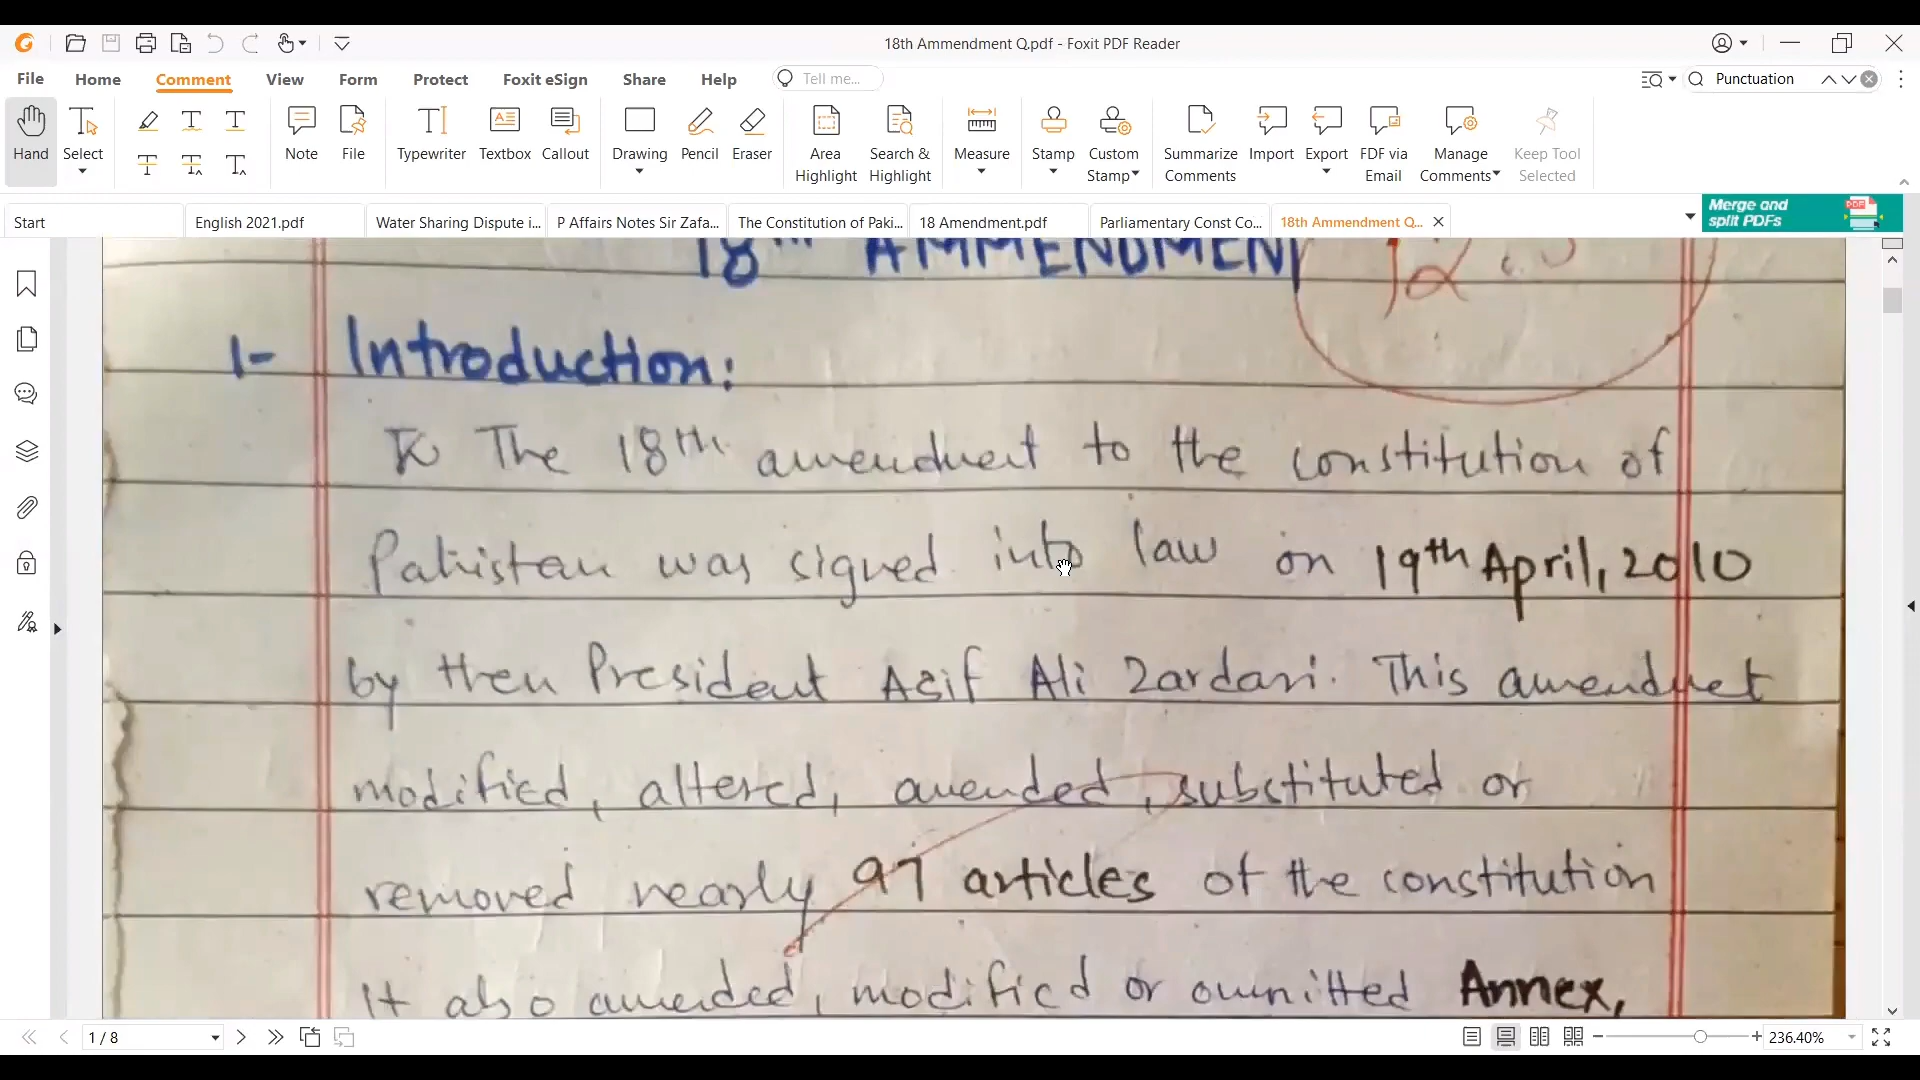 18th Ammendment Q.pdf - Foxit PDF Reader
File Home Comment View Form Protect Foxit eSign Share Help Tell me... Punctuation
Hand Select Note File Typewriter Textbox Callout Drawing Pencil Eraser Area Highlight Search & Highlight Measure Stamp Custom Stamp Summarize Comments Import Export FDF via Email Manage Comments Keep Tool Selected
Start English 2021.pdf Water Sharing Dispute i... P Affairs Notes Sir Zafa... The Constitution of Paki... 18 Amendment.pdf Parliamentary Const Co... 18th Ammendment Q... Merge and split PDFs PDF
18th AMMENDMENT
1- Introduction:
The 18th amendment to the constitution of
Pakistan was signed into law on 19th April, 2010
by then President Asif Ali Zardari. This amendmet
modified, altered, amended, substituted or
removed nearly 97 articles of the constitution
It also amended, modified or ommitted Annex,
1 / 8 236.40%